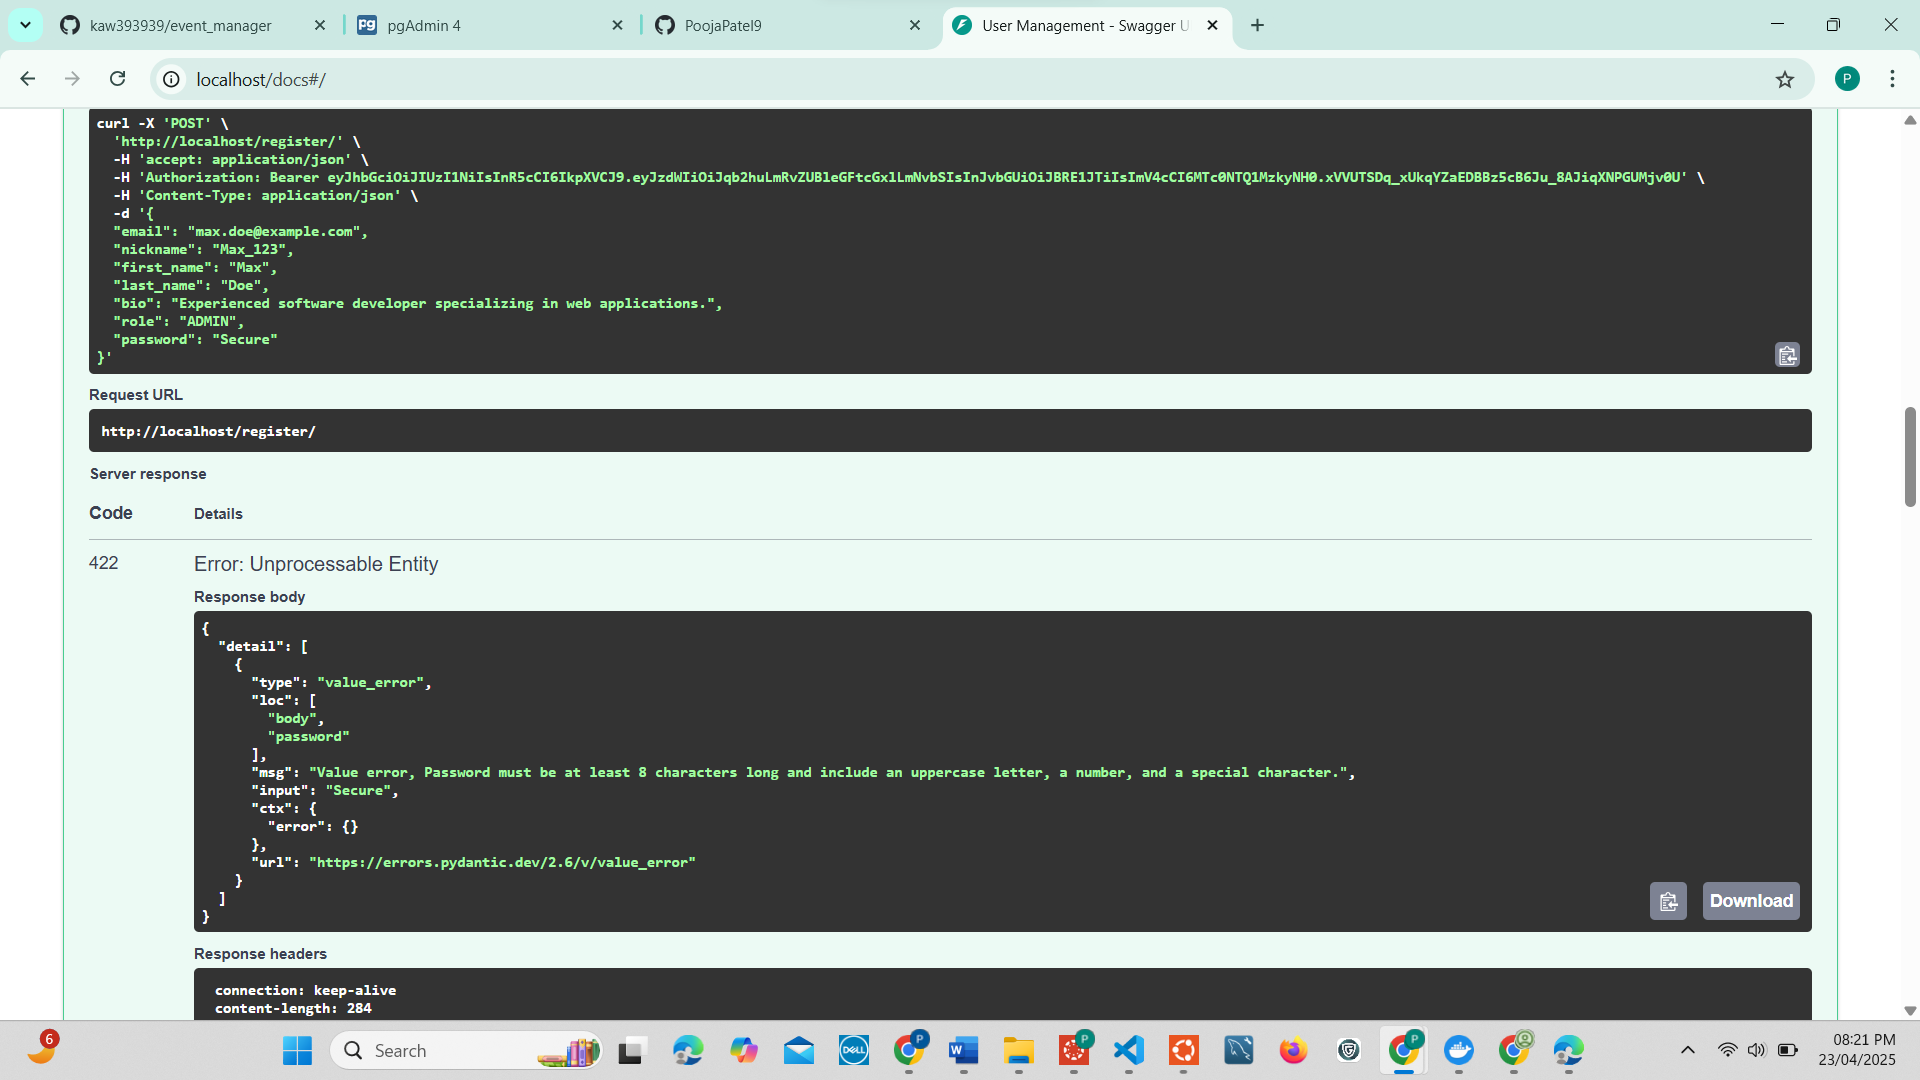 kaw393939/event_manager
pgAdmin 4
PoojaPatel9
User Management - Swagger U
localhost/docs#/
P
curl -X 'POST' \
'http://localhost/register/' \
-H 'accept: application/json' \
-H 'Authorization: Bearer eyJhbGciOiJIUzI1NiIsInR5cCI6IkpXVCJ9.eyJzdWIiOiJqb2huLmRvZUBleGFtcGxlLmNvbSIsInJvbGUiOiJBRE1JTiIsImV4cCI6MTc0NTQ1MzkyNH0.xVVUTSDq_xUkqYZaEDBBz5cB6Ju_8AJiqXNPGUMjv0U' \
-H 'Content-Type: application/json' \
-d '{
"email": "max.doe@example.com",
"nickname": "Max_123",
"first_name": "Max",
"last_name": "Doe",
"bio": "Experienced software developer specializing in web applications.",
"role": "ADMIN",
"password": "Secure"
}'
Request URL
http://localhost/register/
Server response
Code Details
422 Error: Unprocessable Entity
Response body
{
"detail": [
{
"type": "value_error",
"loc": [
"body",
"password"
],
"msg": "Value error, Password must be at least 8 characters long and include an uppercase letter, a number, and a special character.",
"input": "Secure",
"ctx": {
"error": {}
},
"url": "https://errors.pydantic.dev/2.6/v/value_error"
}
]
}
Download
Response headers
connection: keep-alive
content-length: 284
6
Search
DELL
P
W
P
P
08:21 PM
23/04/2025